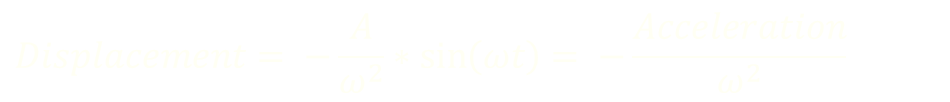 Displacement = - A / ω² * sin(ωt) = - Acceleration / ω²